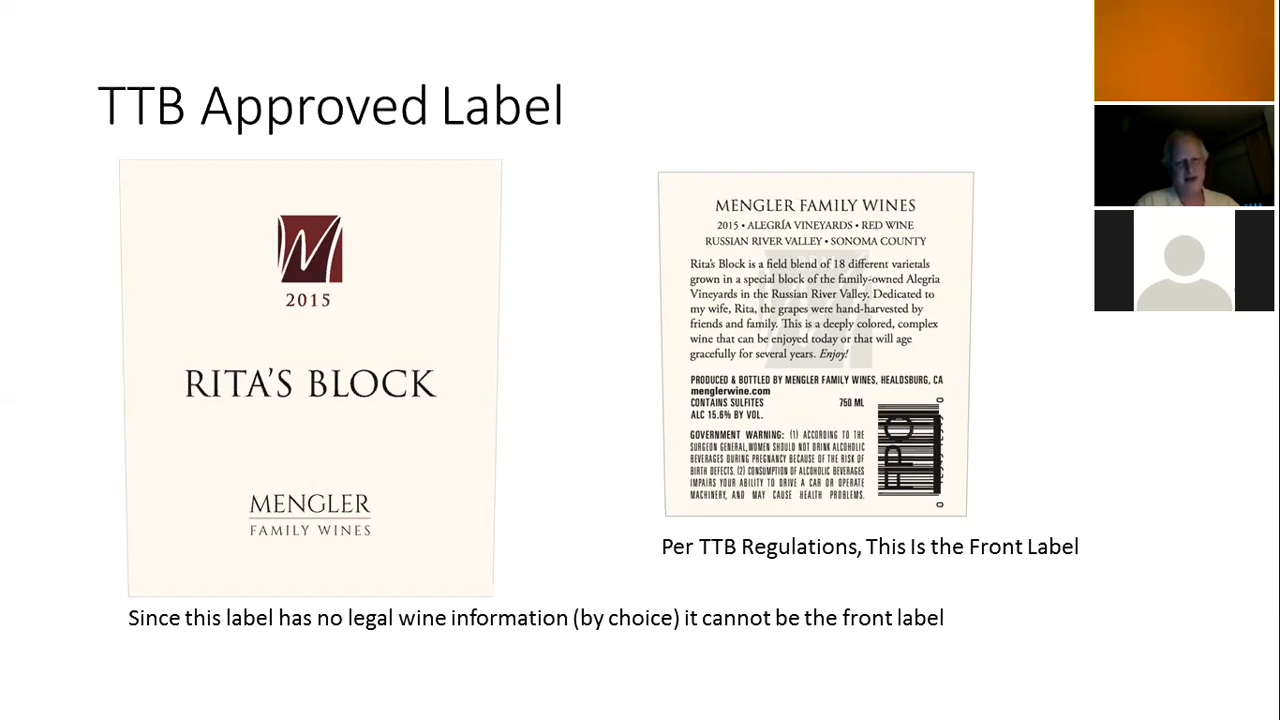 TTB Approved Label
M
2015
RITA'S BLOCK
MENGLER
FAMILY WINES
MENGLER FAMILY WINES
2015 • ALEGRÍA VINEYARDS • RED WINE
RUSSIAN RIVER VALLEY • SONOMA COUNTY
Rita's Block is a field blend of 18 different varietals
grown in a special block of the family-owned Alegria
Vineyards in the Russian River Valley. Dedicated to
my wife, Rita, the grapes were hand-harvested by
friends and family. This is a deeply colored, complex
wine that can be enjoyed today or that will age
gracefully for several years. Enjoy!
PRODUCED & BOTTLED BY MENGLER FAMILY WINES, HEALDSBURG, CA
menglerwine.com
CONTAINS SULFITES 750 ML
ALC 15.6% BY VOL.
GOVERNMENT WARNING: (1) ACCORDING TO THE
SURGEON GENERAL,WOMEN SHOULD NOT DRINK ALCOHOLIC
BEVERAGES DURING PREGNANCY BECAUSE OF THE RISK OF
BIRTH DEFECTS. (2) CONSUMPTION OF ALCOHOLIC BEVERAGES
IMPAIRS YOUR ABILITY TO DRIVE A CAR OR OPERATE
MACHINERY, AND MAY CAUSE HEALTH PROBLEMS.
FPO
Per TTB Regulations, This Is the Front Label
Since this label has no legal wine information (by choice) it cannot be the front label